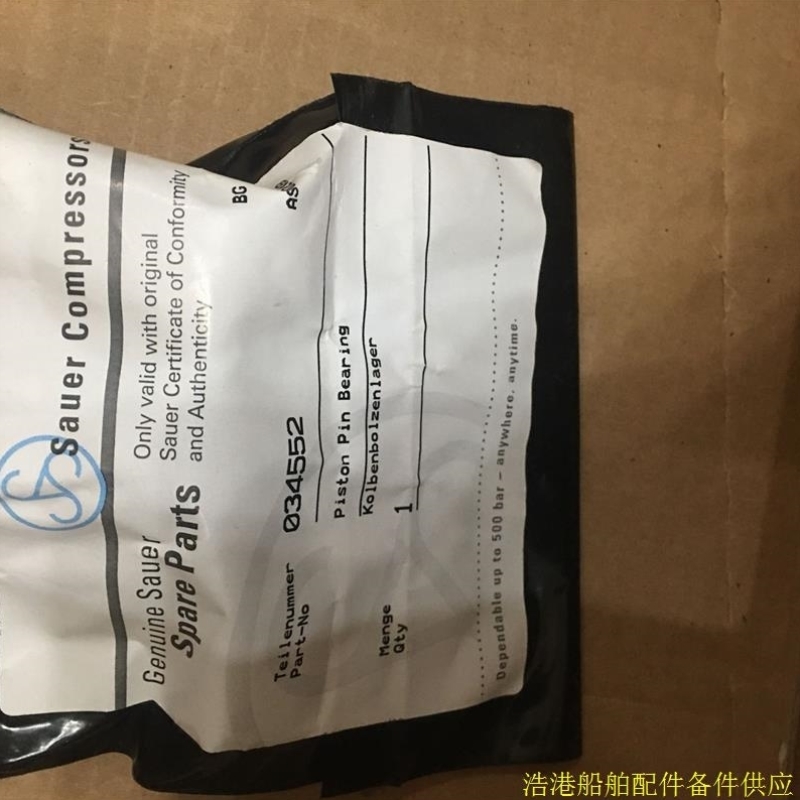 Sauer Compressors
Genuine Sauer
Spare Parts
Only valid with original
Sauer Certificate of Conformity
and Authenticity
BG
AS
Teilenummer
Part-No
034552
Piston Pin Bearing
Kolbenbolzenlager
Menge
Qty
1
Dependable up to 500 bar – anywhere, anytime.
浩港船舶配件备件供应